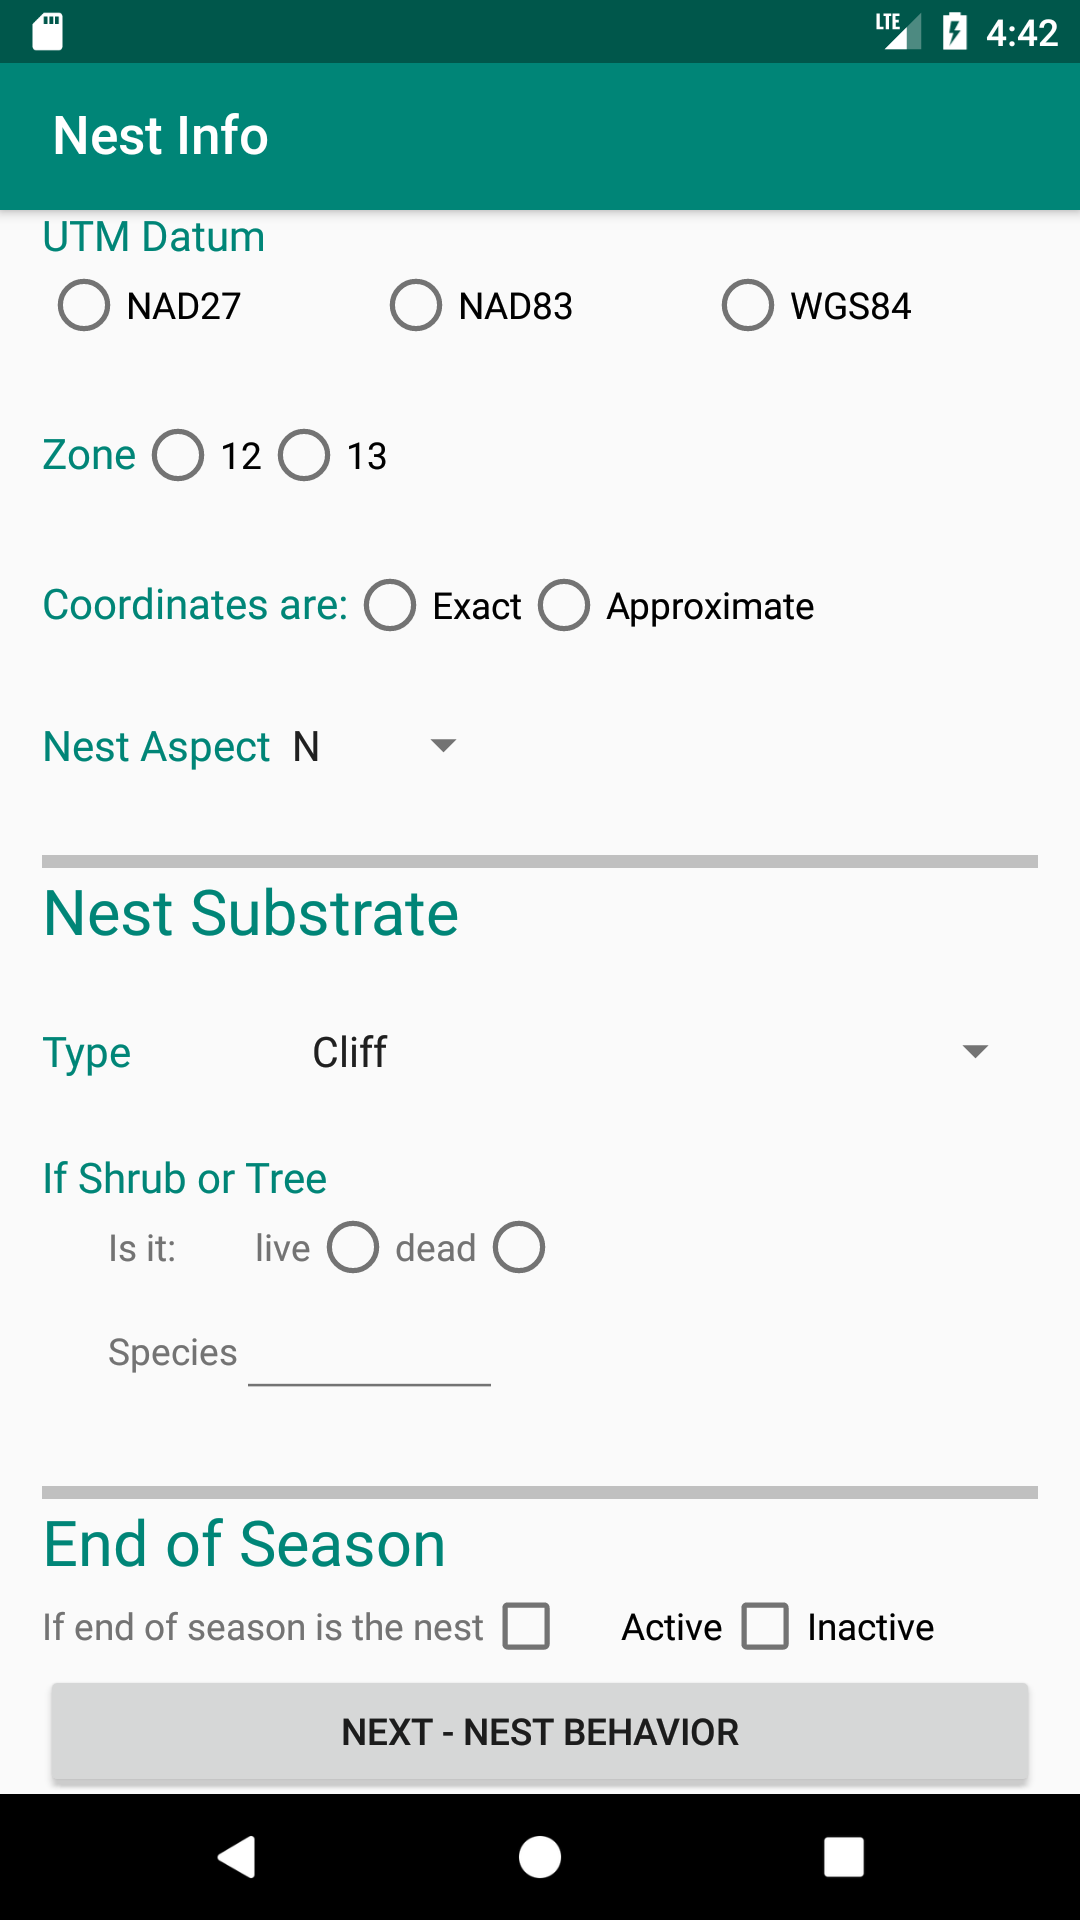 LTE 4:42
Nest Info
UTM Datum
NAD27 NAD83 WGS84
Zone 12 13
Coordinates are: Exact Approximate
Nest Aspect N
Nest Substrate
Type Cliff
If Shrub or Tree
Is it: live dead
Species
End of Season
If end of season is the nest Active Inactive
NEXT - NEST BEHAVIOR